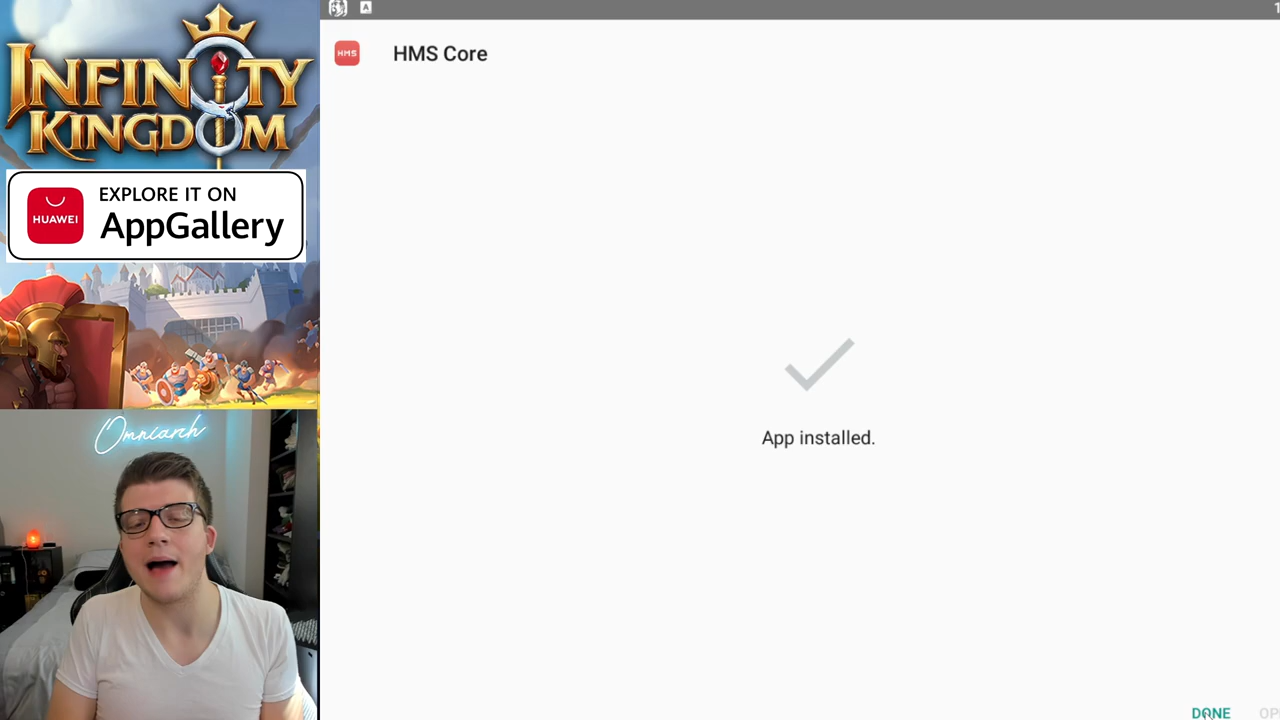 INFINITY
KINGDOM
EXPLORE IT ON
HUAWEI
AppGallery
Omniarch
A
HMS
HMS Core
App installed.
DONE